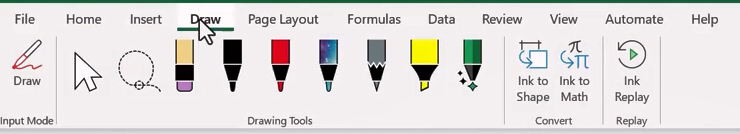 File Home Insert Draw Page Layout Formulas Data Review View Automate Help
Draw
Ink to Shape
Ink to Math
Ink Replay
Input Mode Drawing Tools Convert Replay